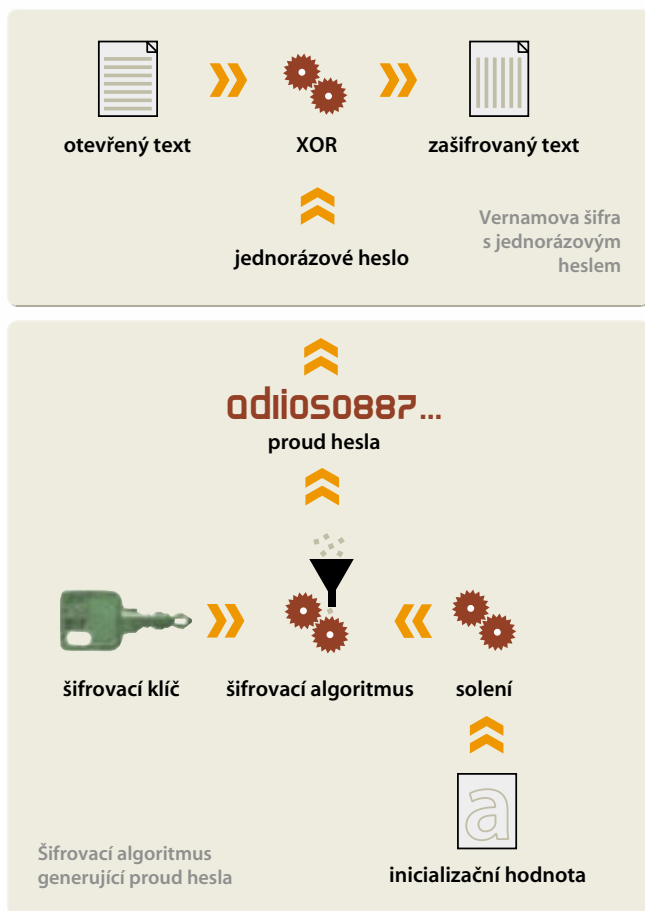 otevřený text
XOR
zašifrovaný text
jednorázové heslo
Vernamova šifra
s jednorázovým
heslem
adiioso887...
proud hesla
šifrovací klíč
šifrovací algoritmus
solení
a
inicializační hodnota
Šifrovací algoritmus
generující proud hesla